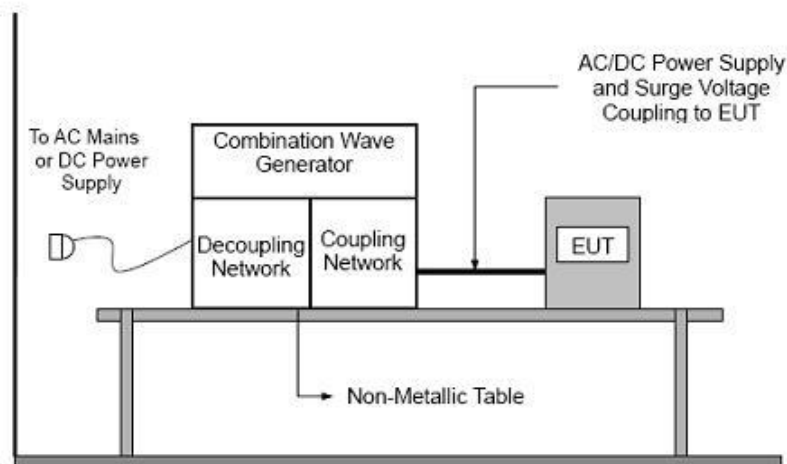 AC/DC Power Supply
and Surge Voltage
Coupling to EUT
To AC Mains
or DC Power
Supply
Combination Wave
Generator
Decoupling
Network
Coupling
Network
EUT
Non-Metallic Table